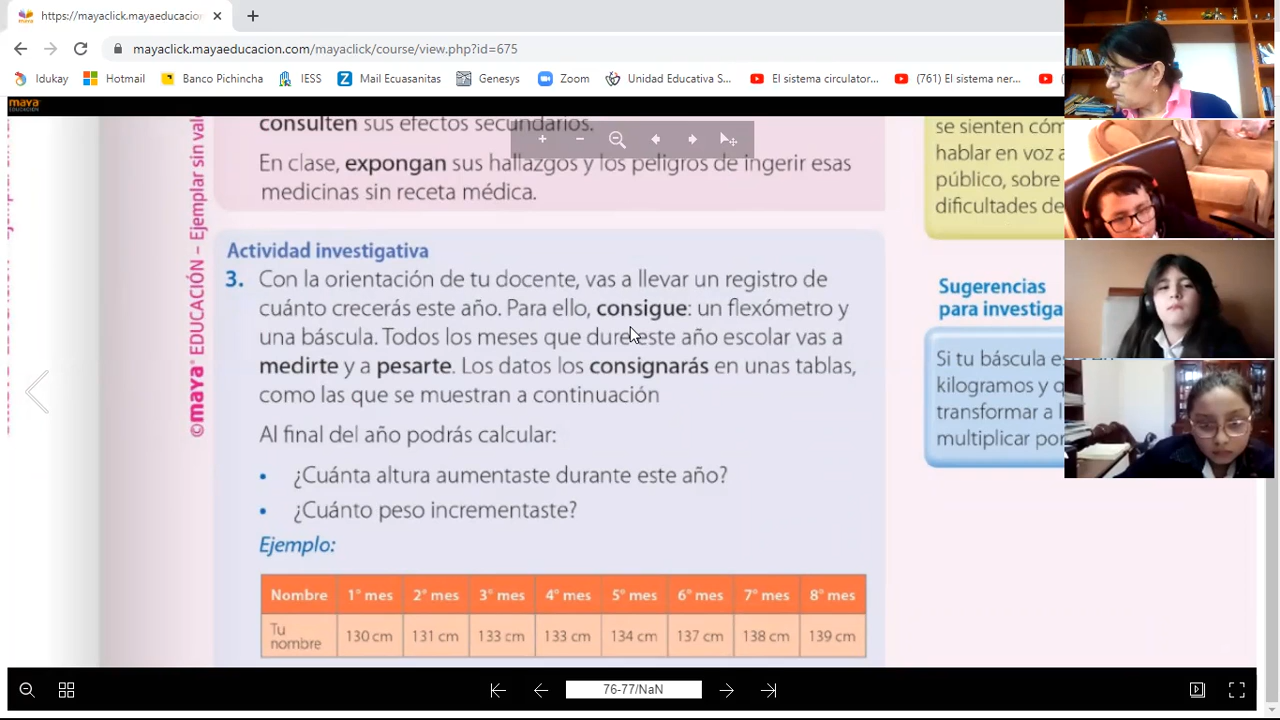 https://mayaclick.mayaeducacion
mayaclick.mayaeducacion.com/mayaclick/course/view.php?id=675
Idukay Hotmail Banco Pichincha IESS Mail Ecuasanitas Genesys Zoom Unidad Educativa S... El sistema circulator... (761) El sistema ner...
maya
EDUCACIÓN
©maya EDUCACIÓN – Ejemplar sin val
consulten sus efectos secundarios.
En clase, expongan sus hallazgos y los peligros de ingerir esas
medicinas sin receta médica.
Actividad investigativa
3. Con la orientación de tu docente, vas a llevar un registro de
cuánto crecerás este año. Para ello, consigue: un flexómetro y
una báscula. Todos los meses que dure este año escolar vas a
medirte y a pesarte. Los datos los consignarás en unas tablas,
como las que se muestran a continuación
Al final del año podrás calcular:
• ¿Cuánta altura aumentaste durante este año?
• ¿Cuánto peso incrementaste?
Ejemplo:
Nombre 1° mes 2° mes 3° mes 4° mes 5° mes 6° mes 7° mes 8° mes
Tu
nombre 130 cm 131 cm 133 cm 133 cm 134 cm 137 cm 138 cm 139 cm
se sienten cóm
hablar en voz a
público, sobre
dificultades de
Sugerencias
para investiga
Si tu báscula es
kilogramos y q
transformar a l
multiplicar por
76-77/NaN